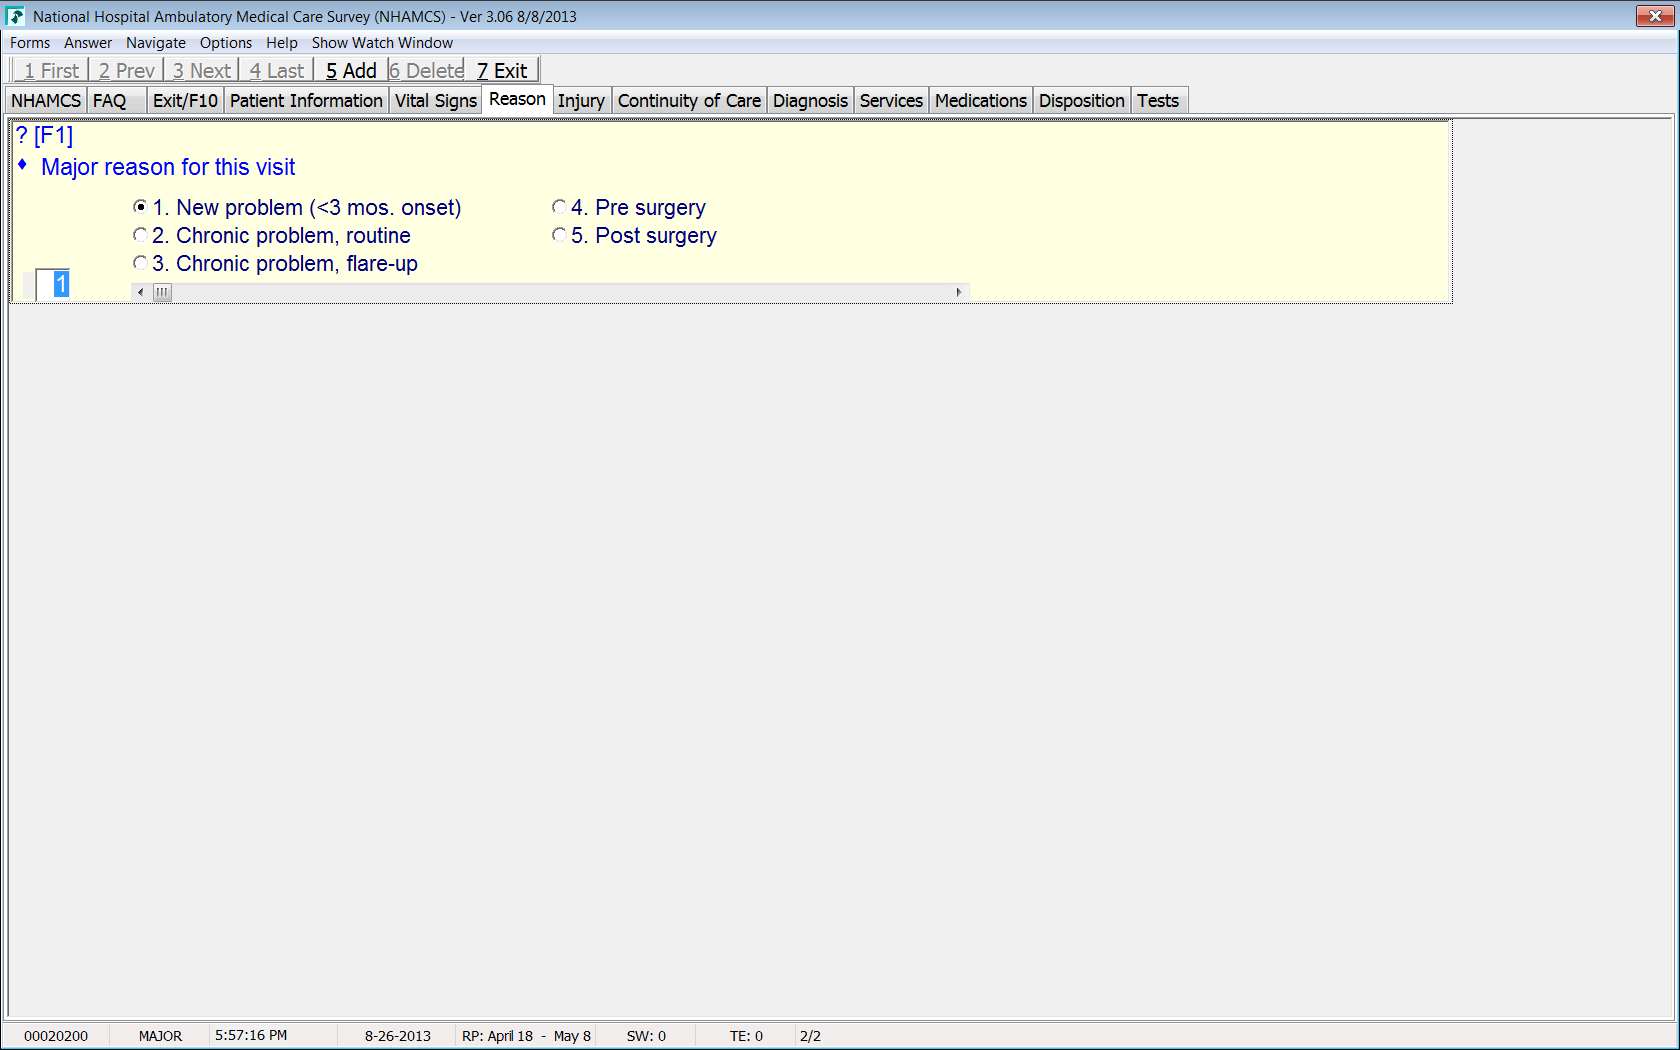 National Hospital Ambulatory Medical Care Survey (NHAMCS) - Ver 3.06 8/8/2013
Forms Answer Navigate Options Help Show Watch Window
1 First 2 Prev 3 Next 4 Last 5 Add 6 Delete 7 Exit
NHAMCS FAQ Exit/F10 Patient Information Vital Signs Reason Injury Continuity of Care Diagnosis Services Medications Disposition Tests
? [F1]
♦ Major reason for this visit
1. New problem (<3 mos. onset) 4. Pre surgery
2. Chronic problem, routine 5. Post surgery
3. Chronic problem, flare-up
1
00020200 MAJOR 5:57:16 PM 8-26-2013 RP: April 18 - May 8 SW: 0 TE: 0 2/2